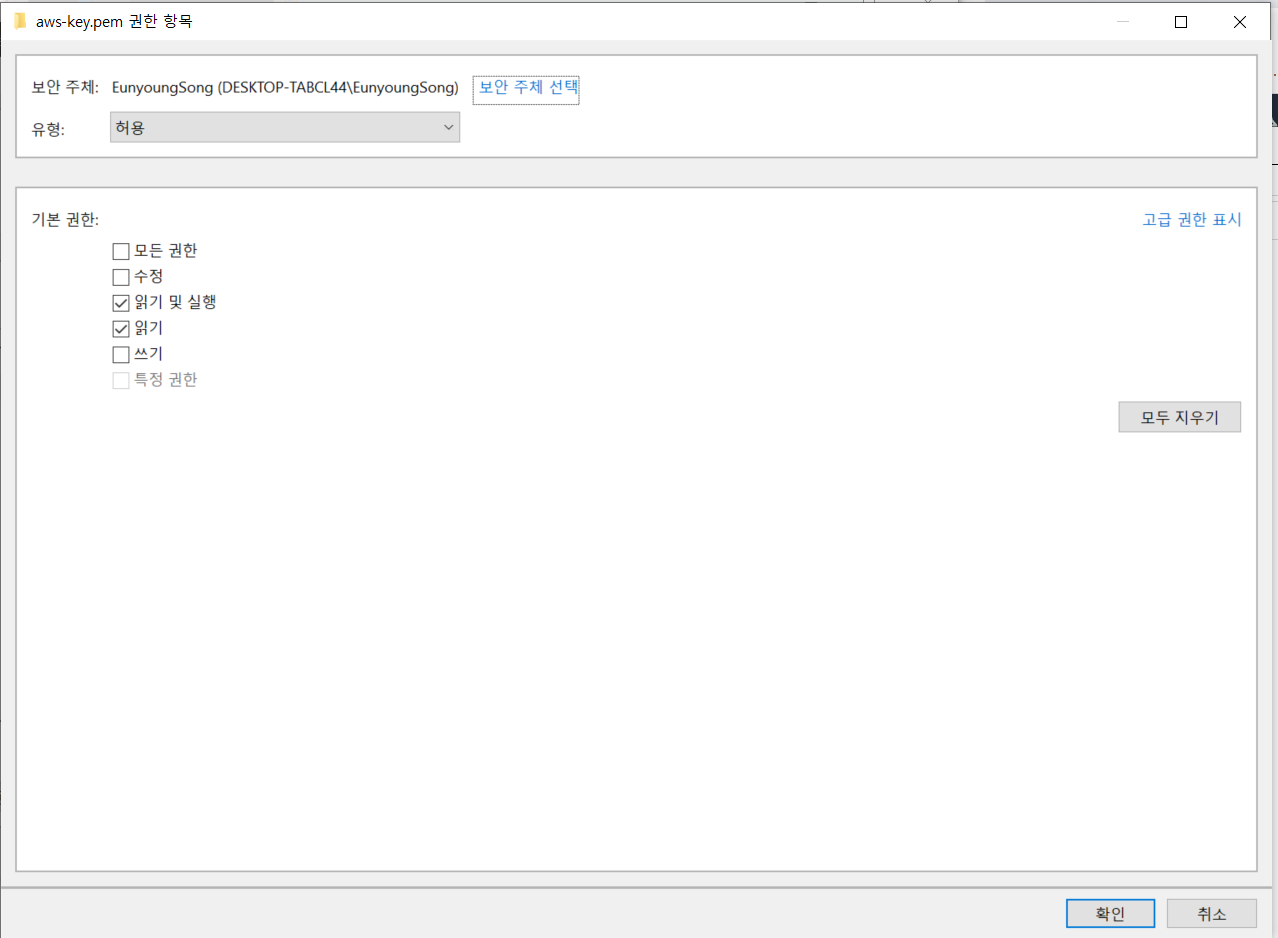 aws-key.pem 권한 항목
보안 주체: EunyoungSong (DESKTOP-TABCL44\EunyoungSong) 보안 주체 선택
유형: 허용
기본 권한: 고급 권한 표시
모든 권한
수정
읽기 및 실행
읽기
쓰기
특정 권한
모두 지우기
확인 취소